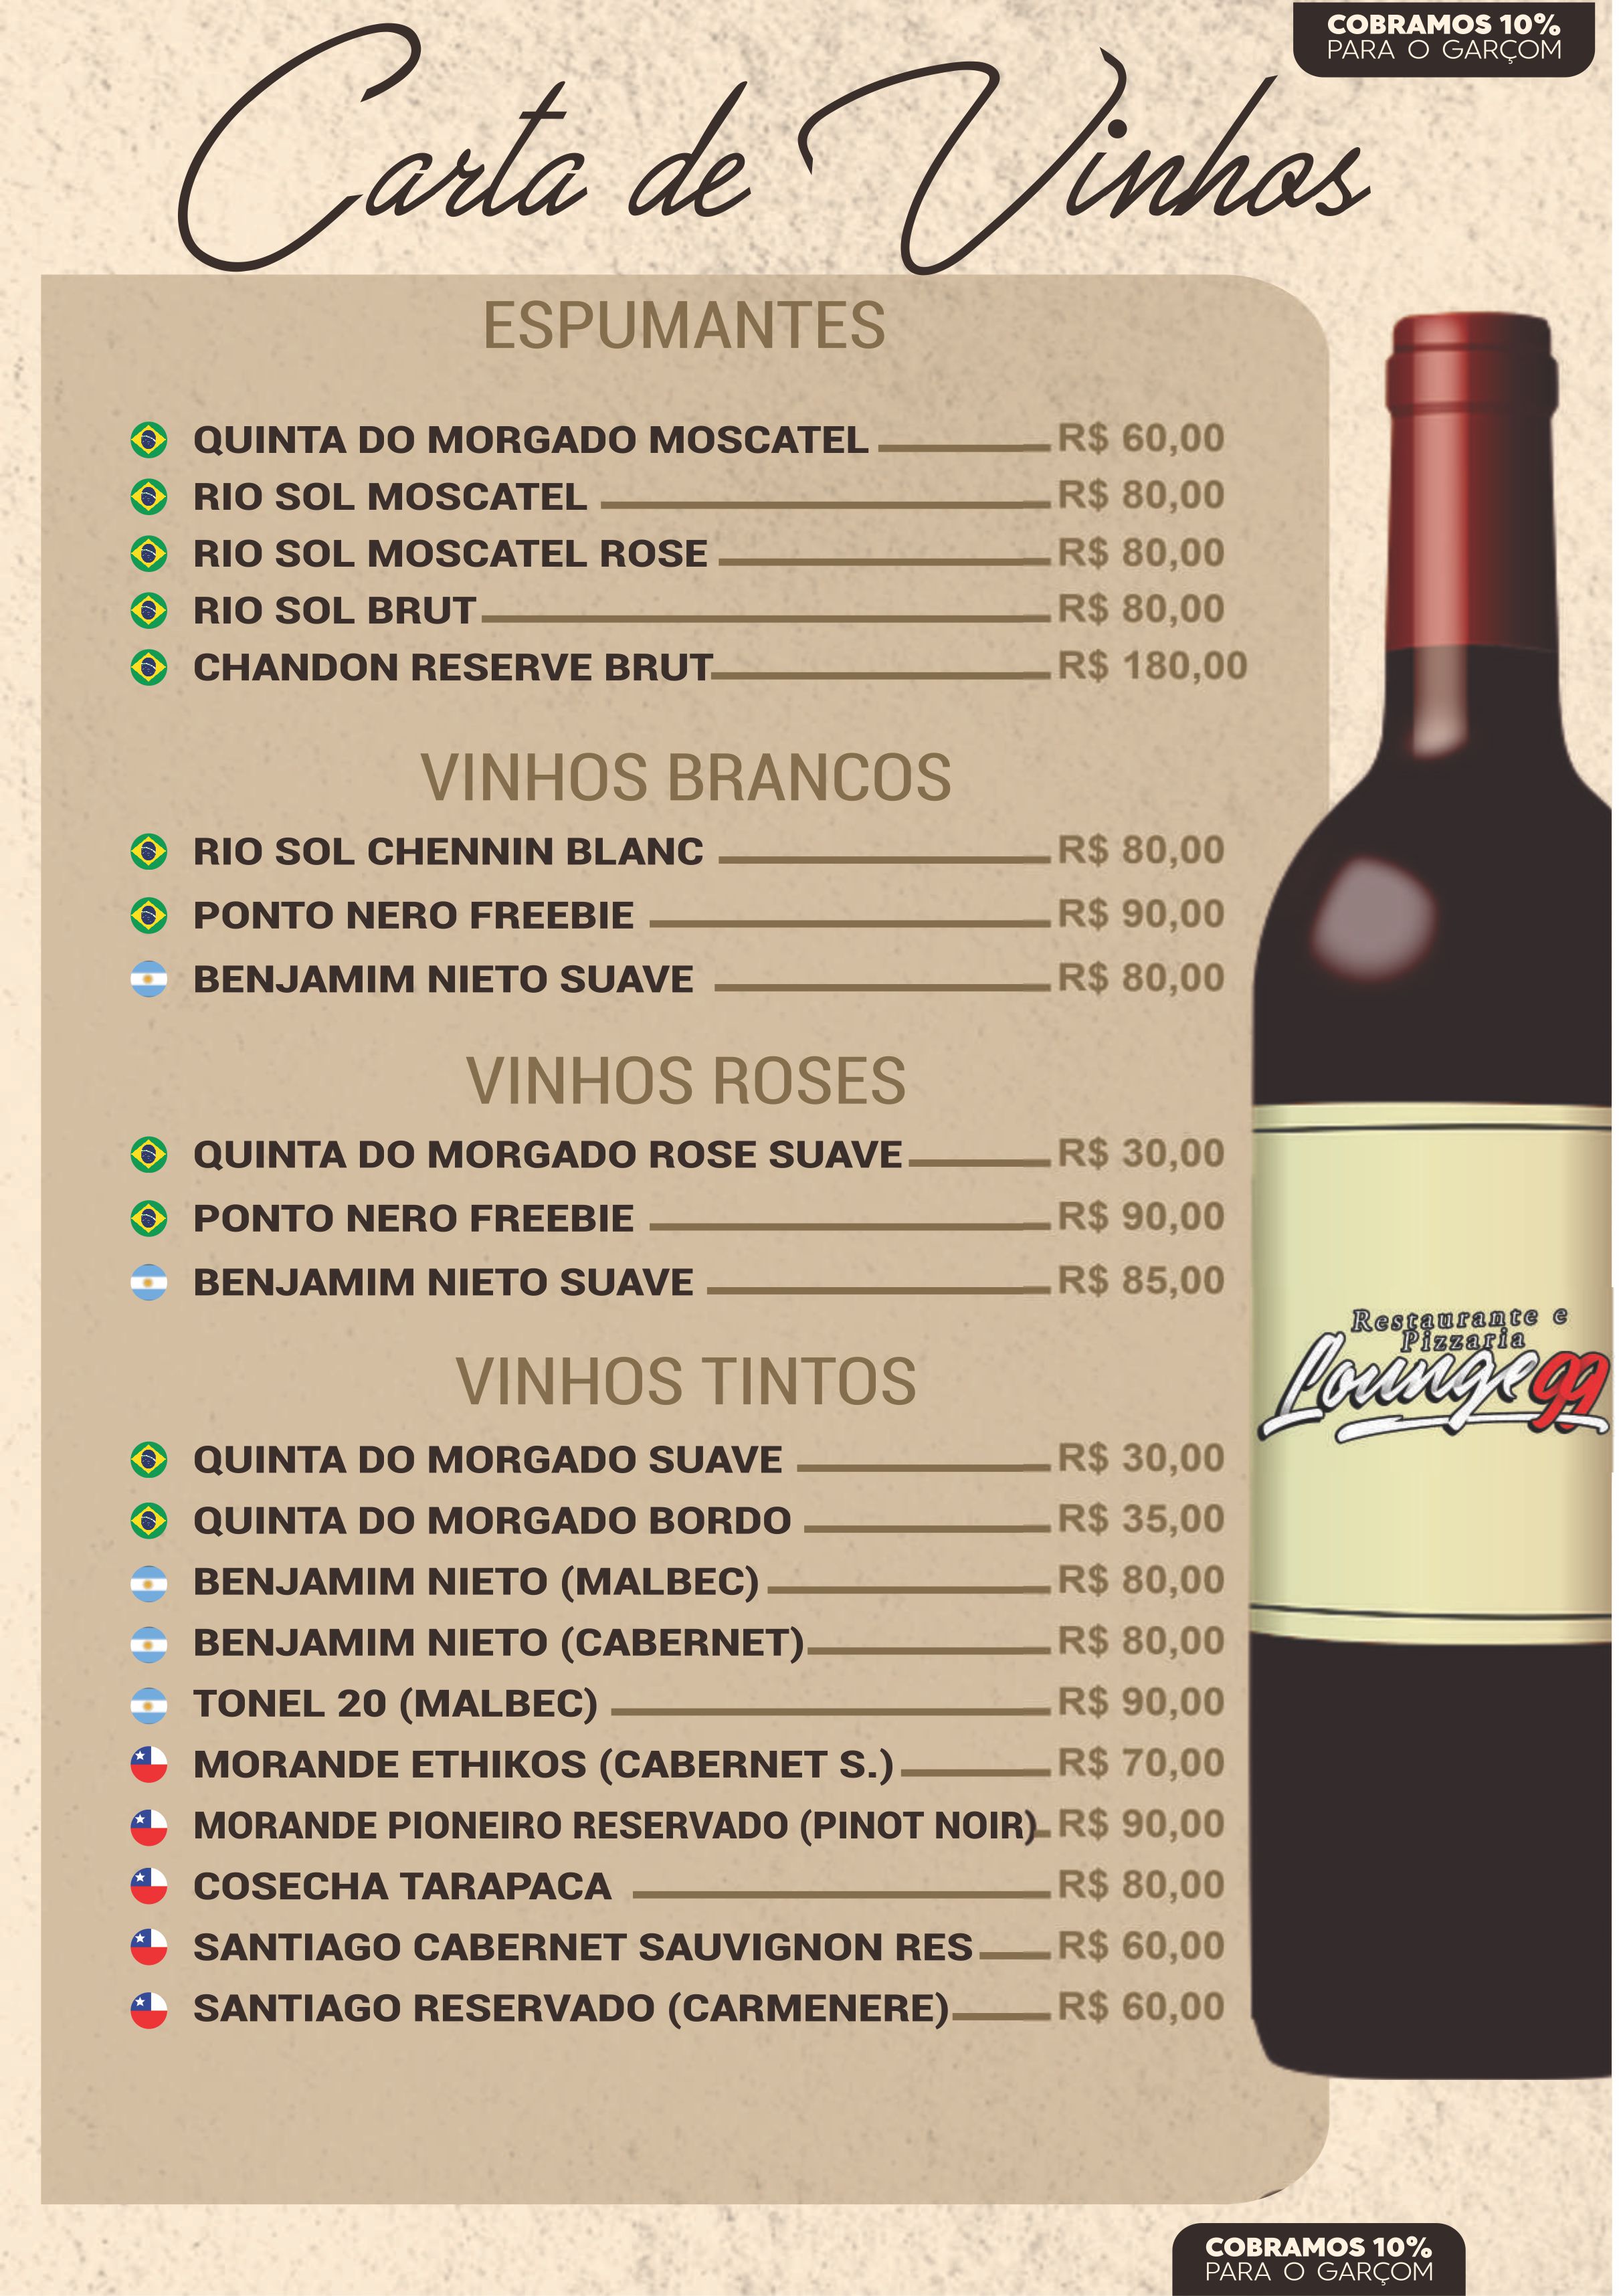 COBRAMOS 10%
PARA O GARÇOM
Carta de Vinhos
ESPUMANTES
QUINTA DO MORGADO MOSCATEL R$ 60,00
RIO SOL MOSCATEL R$ 80,00
RIO SOL MOSCATEL ROSE R$ 80,00
RIO SOL BRUT R$ 80,00
CHANDON RESERVE BRUT R$ 180,00
VINHOS BRANCOS
RIO SOL CHENNIN BLANC R$ 80,00
PONTO NERO FREEBIE R$ 90,00
BENJAMIM NIETO SUAVE R$ 80,00
VINHOS ROSES
QUINTA DO MORGADO ROSE SUAVE R$ 30,00
PONTO NERO FREEBIE R$ 90,00
BENJAMIM NIETO SUAVE R$ 85,00
Restaurante e
Pizzaria
Lounge99
VINHOS TINTOS
QUINTA DO MORGADO SUAVE R$ 30,00
QUINTA DO MORGADO BORDO R$ 35,00
BENJAMIM NIETO (MALBEC) R$ 80,00
BENJAMIM NIETO (CABERNET) R$ 80,00
TONEL 20 (MALBEC) R$ 90,00
MORANDE ETHIKOS (CABERNET S.) R$ 70,00
MORANDE PIONEIRO RESERVADO (PINOT NOIR) R$ 90,00
COSECHA TARAPACA R$ 80,00
SANTIAGO CABERNET SAUVIGNON RES R$ 60,00
SANTIAGO RESERVADO (CARMENERE) R$ 60,00
COBRAMOS 10%
PARA O GARÇOM